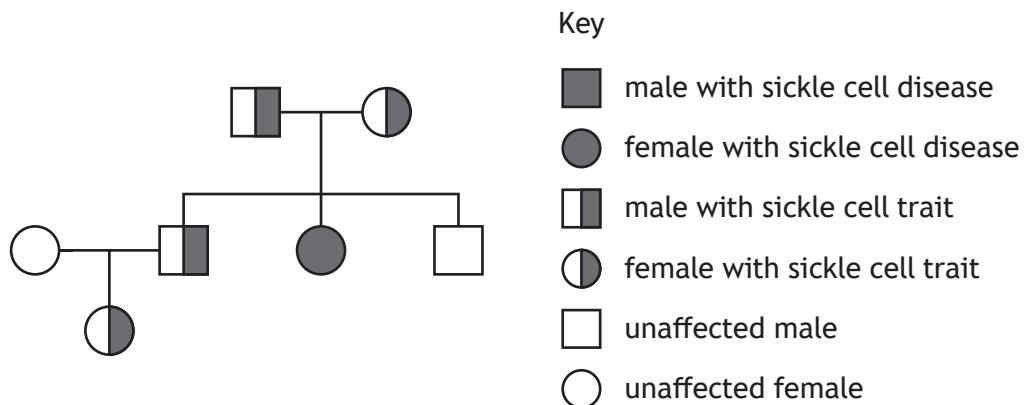 Key
male with sickle cell disease
female with sickle cell disease
male with sickle cell trait
female with sickle cell trait
unaffected male
unaffected female